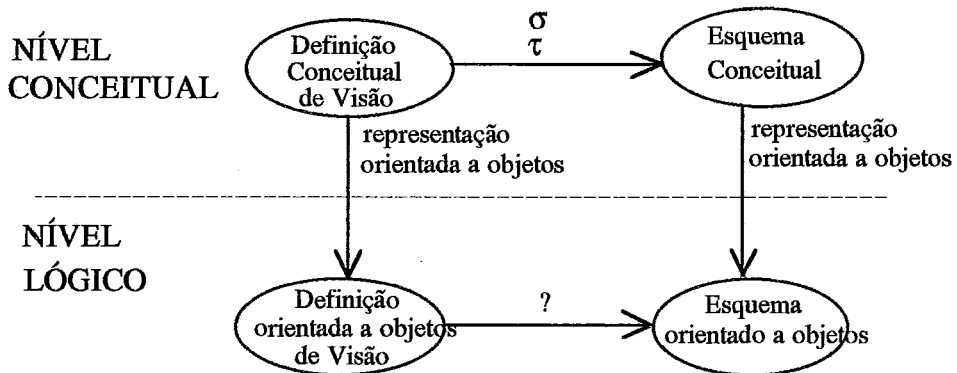 NÍVEL
CONCEITUAL
Definição
Conceitual
de Visão
σ
τ
Esquema
Conceitual
representação
orientada a objetos
representação
orientada a objetos
NÍVEL
LÓGICO
Definição
orientada a objetos
de Visão
?
Esquema
orientado a objetos